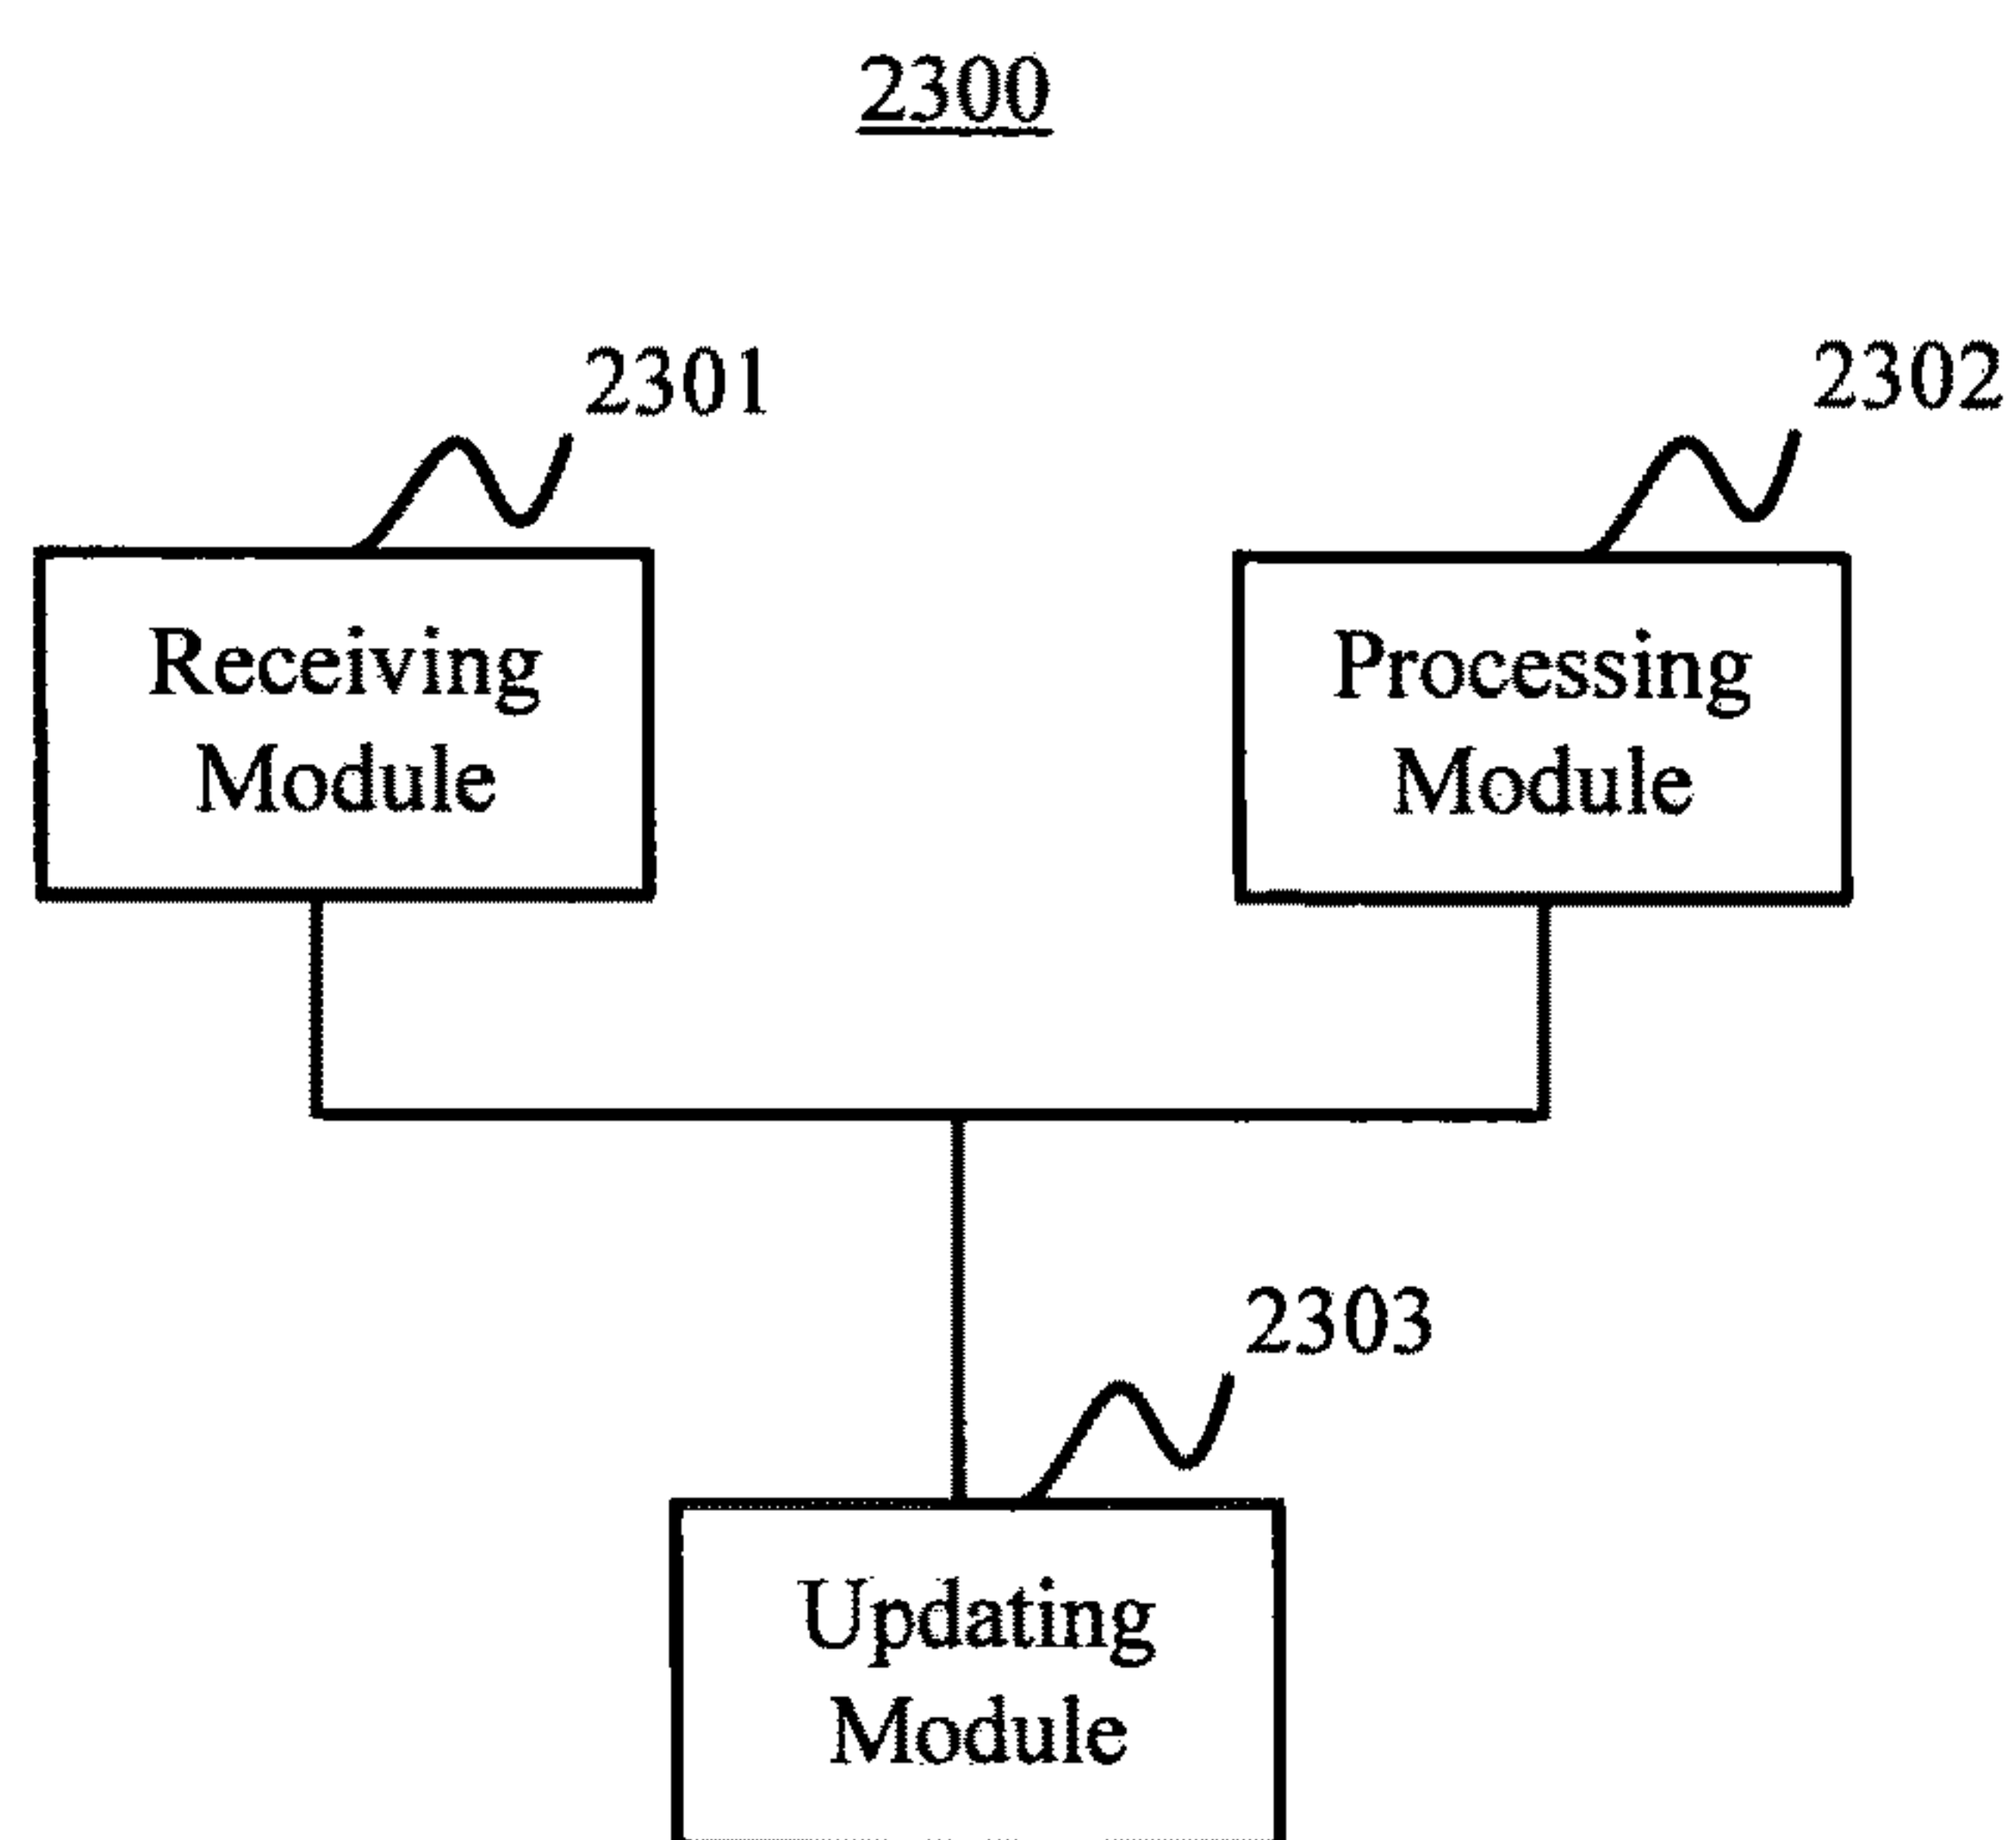 2300
2301
2302
Receiving
Module
Processing
Module
2303
Updating
Module